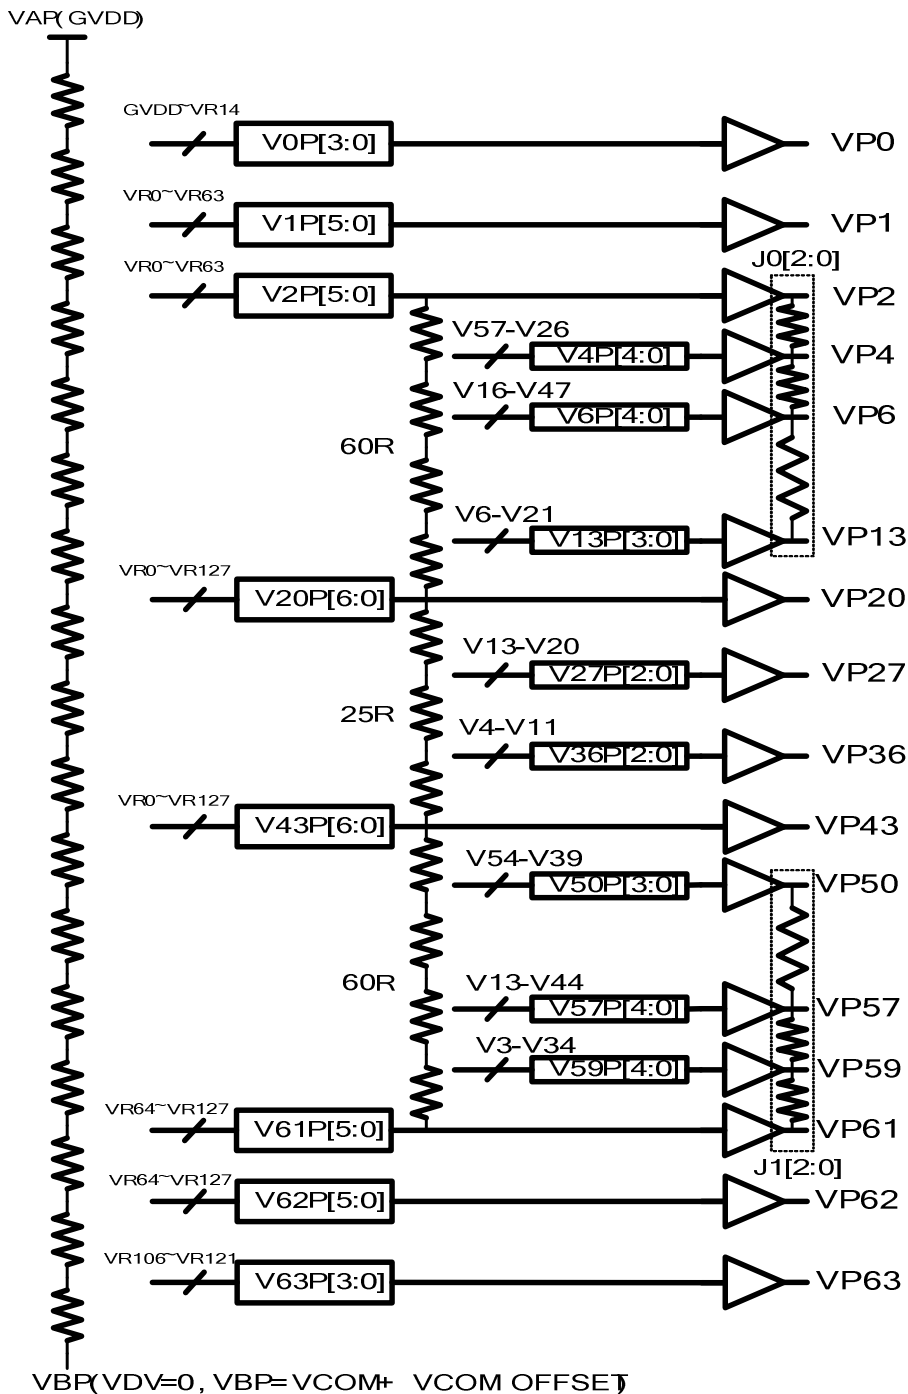 VAP(GVDD)
GVDD~VR14
V0P[3:0]
VP0
VR0~VR63
V1P[5:0]
VP1
VR0~VR63
V2P[5:0]
J0[2:0]
VP2
V57-V26
V4P[4:0]
VP4
V16-V47
V6P[4:0]
VP6
60R
V6-V21
V13P[3:0]
VP13
VR0~VR127
V20P[6:0]
VP20
V13-V20
V27P[2:0]
VP27
25R
V4-V11
V36P[2:0]
VP36
VR0~VR127
V43P[6:0]
VP43
V54-V39
V50P[3:0]
VP50
60R
V13-V44
V57P[4:0]
VP57
V3-V34
V59P[4:0]
VP59
VR64~VR127
V61P[5:0]
VP61
J1[2:0]
VR64~VR127
V62P[5:0]
VP62
VR106~VR121
V63P[3:0]
VP63
VBP(VDV=0, VBP=VCOM+ VCOM OFFSET)